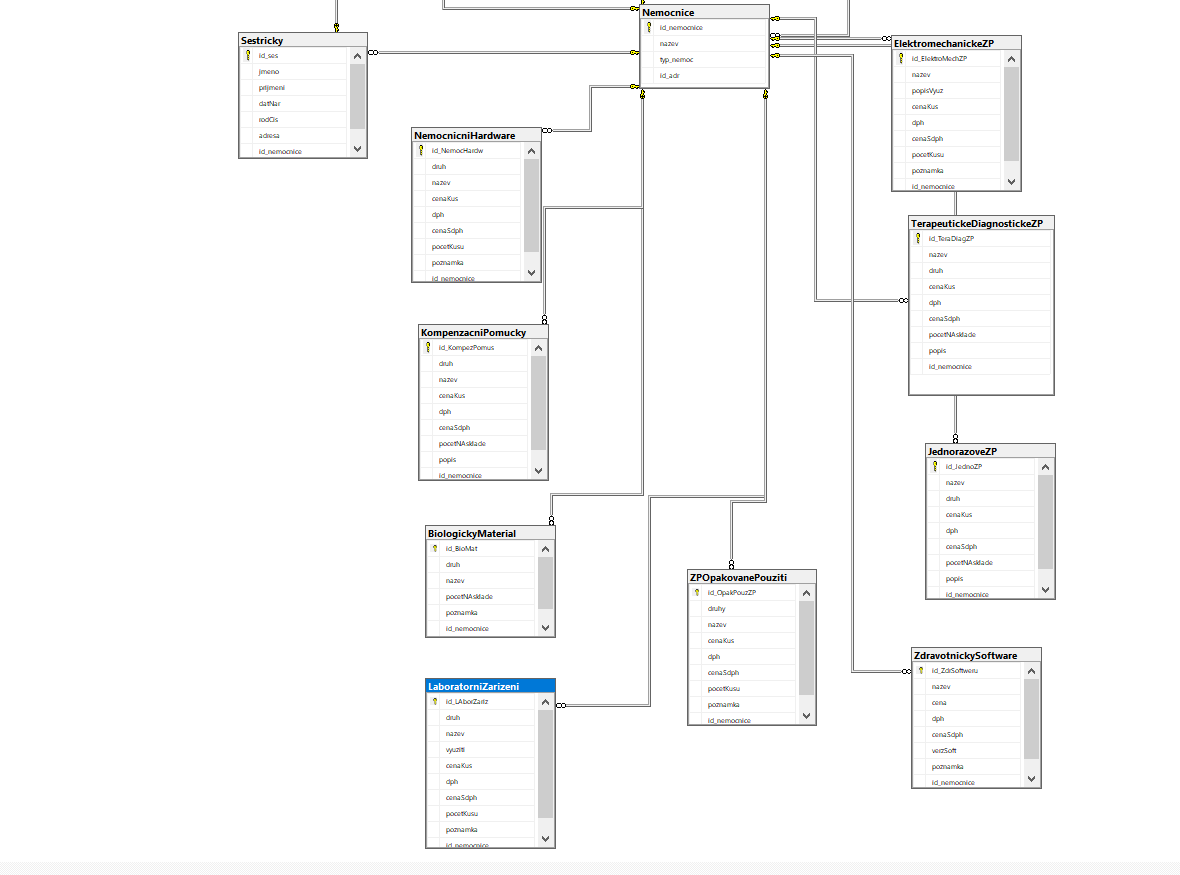 Nemocnice
id_nemocnice
nazev
typ_nemoc
id_adr
Sestricky
id_ses
jmeno
prijmeni
datNar
rodCis
adresa
id_nemocnice
ElektromechanickeZP
id_ElektroMechZP
nazev
popisVyuz
cenaKus
dph
cenaSdph
pocetKusu
poznamka
id_nemocnice
NemocnicniHardware
id_NemocHardw
druh
nazev
cenaKus
dph
cenaSdph
pocetKusu
poznamka
id_nemocnice
TerapeutickeDiagnostickeZP
id_TeraDiagZP
nazev
druh
cenaKus
dph
cenaSdph
pocetNAsklade
popis
id_nemocnice
KompenzacniPomucky
id_KompezPomus
druh
nazev
cenaKus
dph
cenaSdph
pocetNAsklade
popis
id_nemocnice
JednorazoveZP
id_JednoZP
nazev
druh
cenaKus
dph
cenaSdph
pocetNAsklade
popis
id_nemocnice
BiologickyMaterial
id_BioMat
druh
nazev
pocetNAsklade
poznamka
id_nemocnice
ZPOpakovanePouziti
id_OpakPouzZP
druhy
nazev
cenaKus
dph
cenaSdph
pocetKusu
poznamka
id_nemocnice
ZdravotnickySoftware
id_ZdrSoftweru
nazev
cena
dph
cenaSdph
verzSoft
poznamka
id_nemocnice
LaboratorniZarizeni
id_LAborZariz
druh
nazev
vyuziti
cenaKus
dph
cenaSdph
pocetKusu
poznamka
id_nemocnice